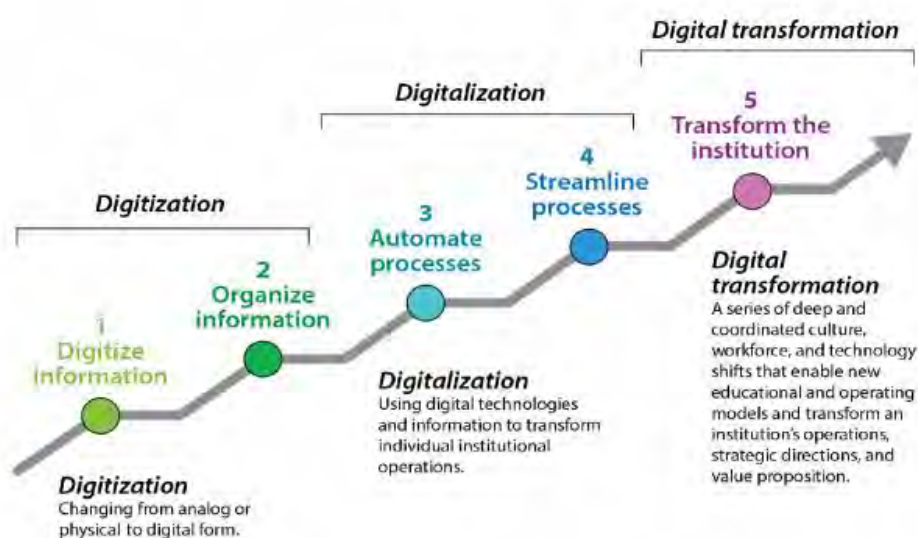 Digital transformation
Digitalization
5
Transform the
institution
4
Streamline
processes
Digitization
3
Automate
processes
2
Organize
information
1
Digitize
information
Digital
transformation
A series of deep and
coordinated culture,
workforce, and technology
shifts that enable new
educational and operating
models and transform an
institution's operations,
strategic directions, and
value proposition.
Digitalization
Using digital technologies
and information to transform
individual institutional
operations.
Digitization
Changing from analog or
physical to digital form.